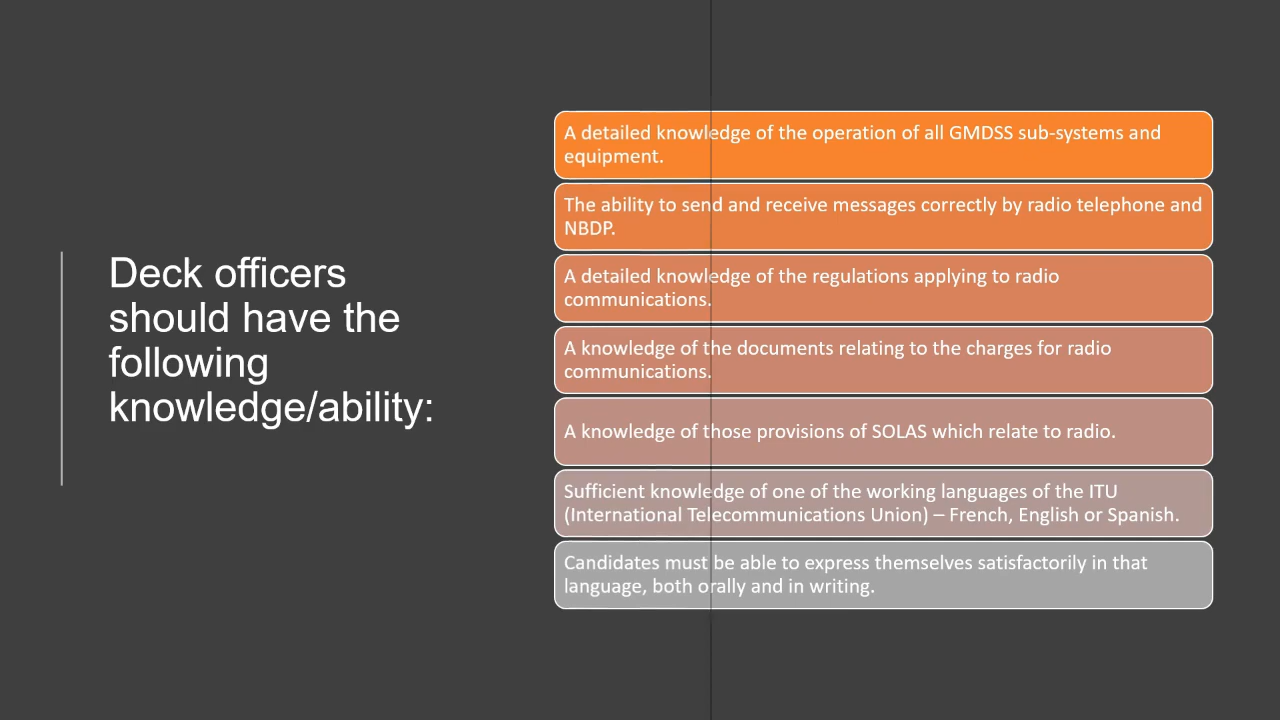 Deck officers
should have the
following
knowledge/ability:
A detailed knowledge of the operation of all GMDSS sub-systems and
equipment.
The ability to send and receive messages correctly by radio telephone and
NBDP.
A detailed knowledge of the regulations applying to radio
communications.
A knowledge of the documents relating to the charges for radio
communications.
A knowledge of those provisions of SOLAS which relate to radio.
Sufficient knowledge of one of the working languages of the ITU
(International Telecommunications Union) – French, English or Spanish.
Candidates must be able to express themselves satisfactorily in that
language, both orally and in writing.